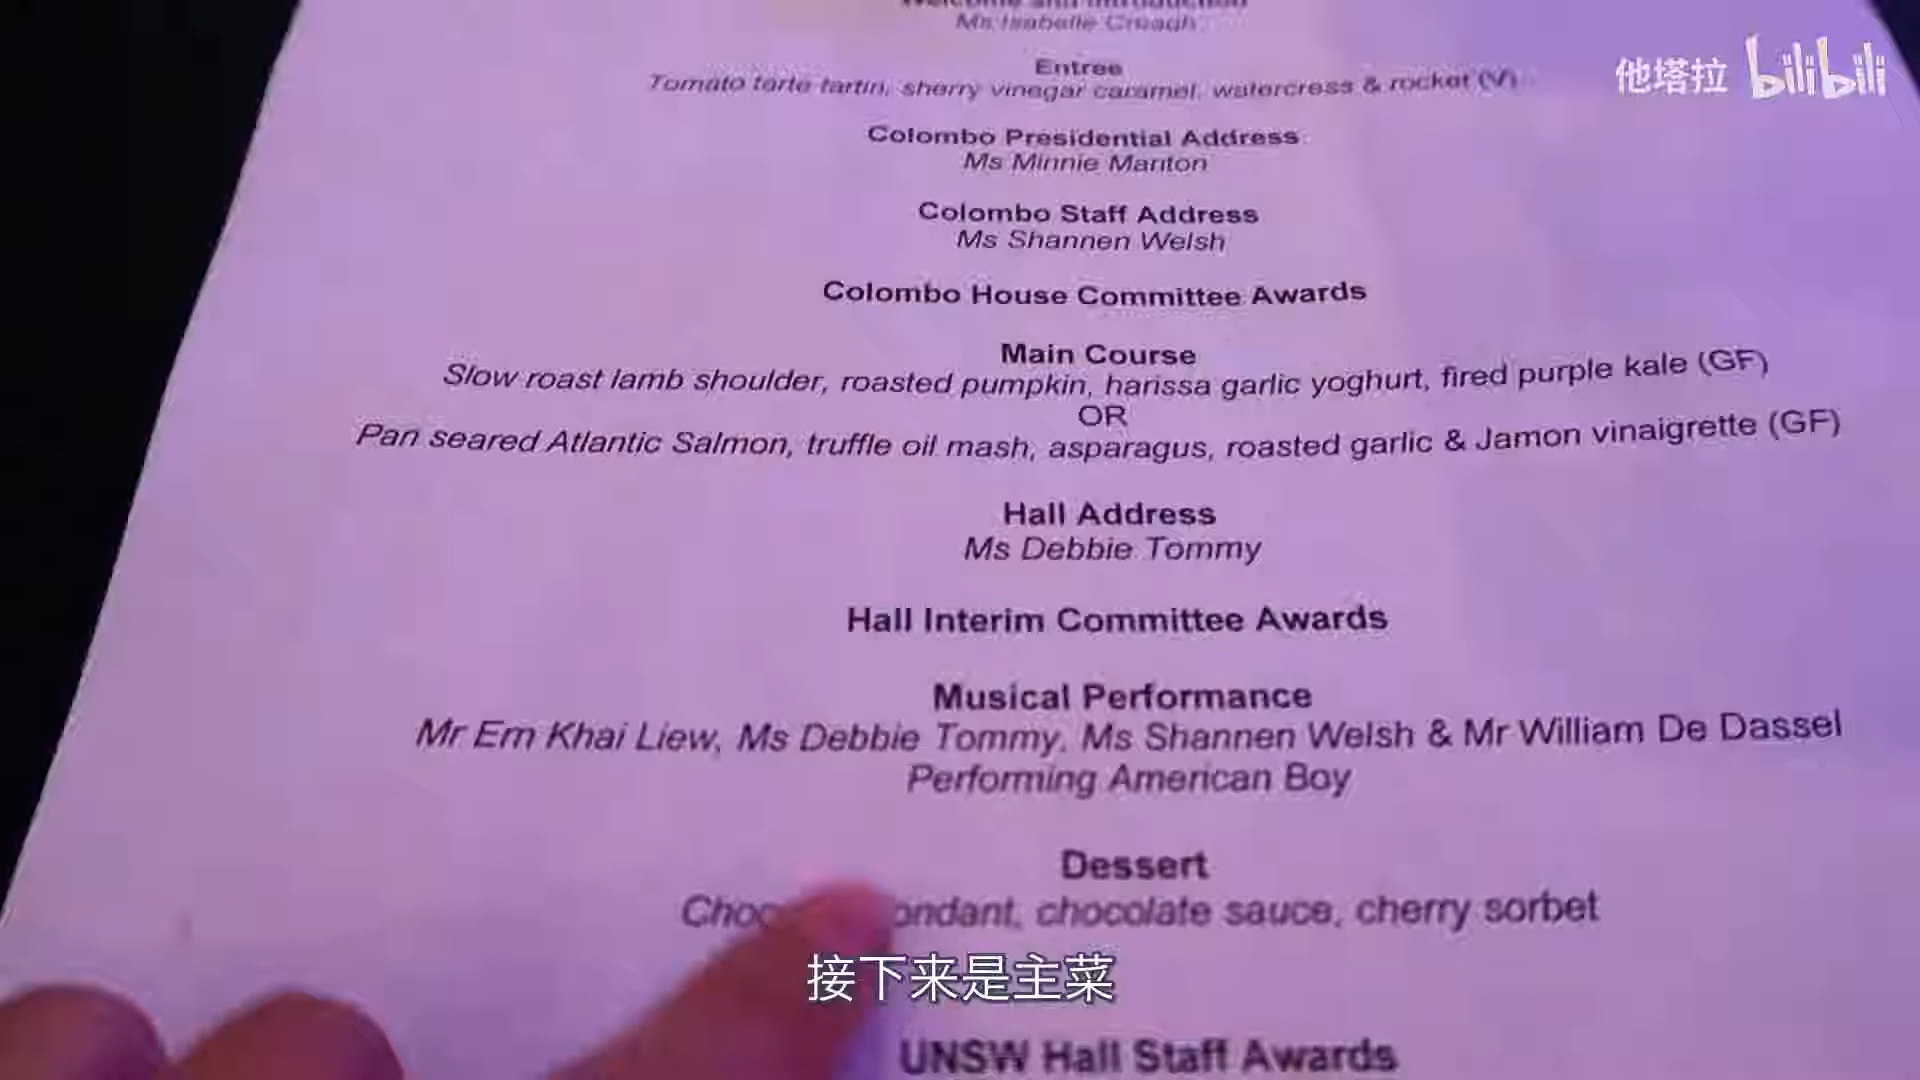 Welcome and Introduction
Ms Isabelle Creagh
Entree
Tomato tarte tartin, sherry vinegar caramel, watercress & rocket (V)
他塔拉 bilibili
Colombo Presidential Address
Ms Minnie Manton
Colombo Staff Address
Ms Shannen Welsh
Colombo House Committee Awards
Main Course
Slow roast lamb shoulder, roasted pumpkin, harissa garlic yoghurt, fired purple kale (GF)
OR
Pan seared Atlantic Salmon, truffle oil mash, asparagus, roasted garlic & Jamon vinaigrette (GF)
Hall Address
Ms Debbie Tommy
Hall Interim Committee Awards
Musical Performance
Mr Em Khai Liew, Ms Debbie Tommy, Ms Shannen Welsh & Mr William De Dassel
Performing American Boy
Dessert
chocolate sauce, cherry sorbet
接下来是主菜
UNSW Hall Staff Awards